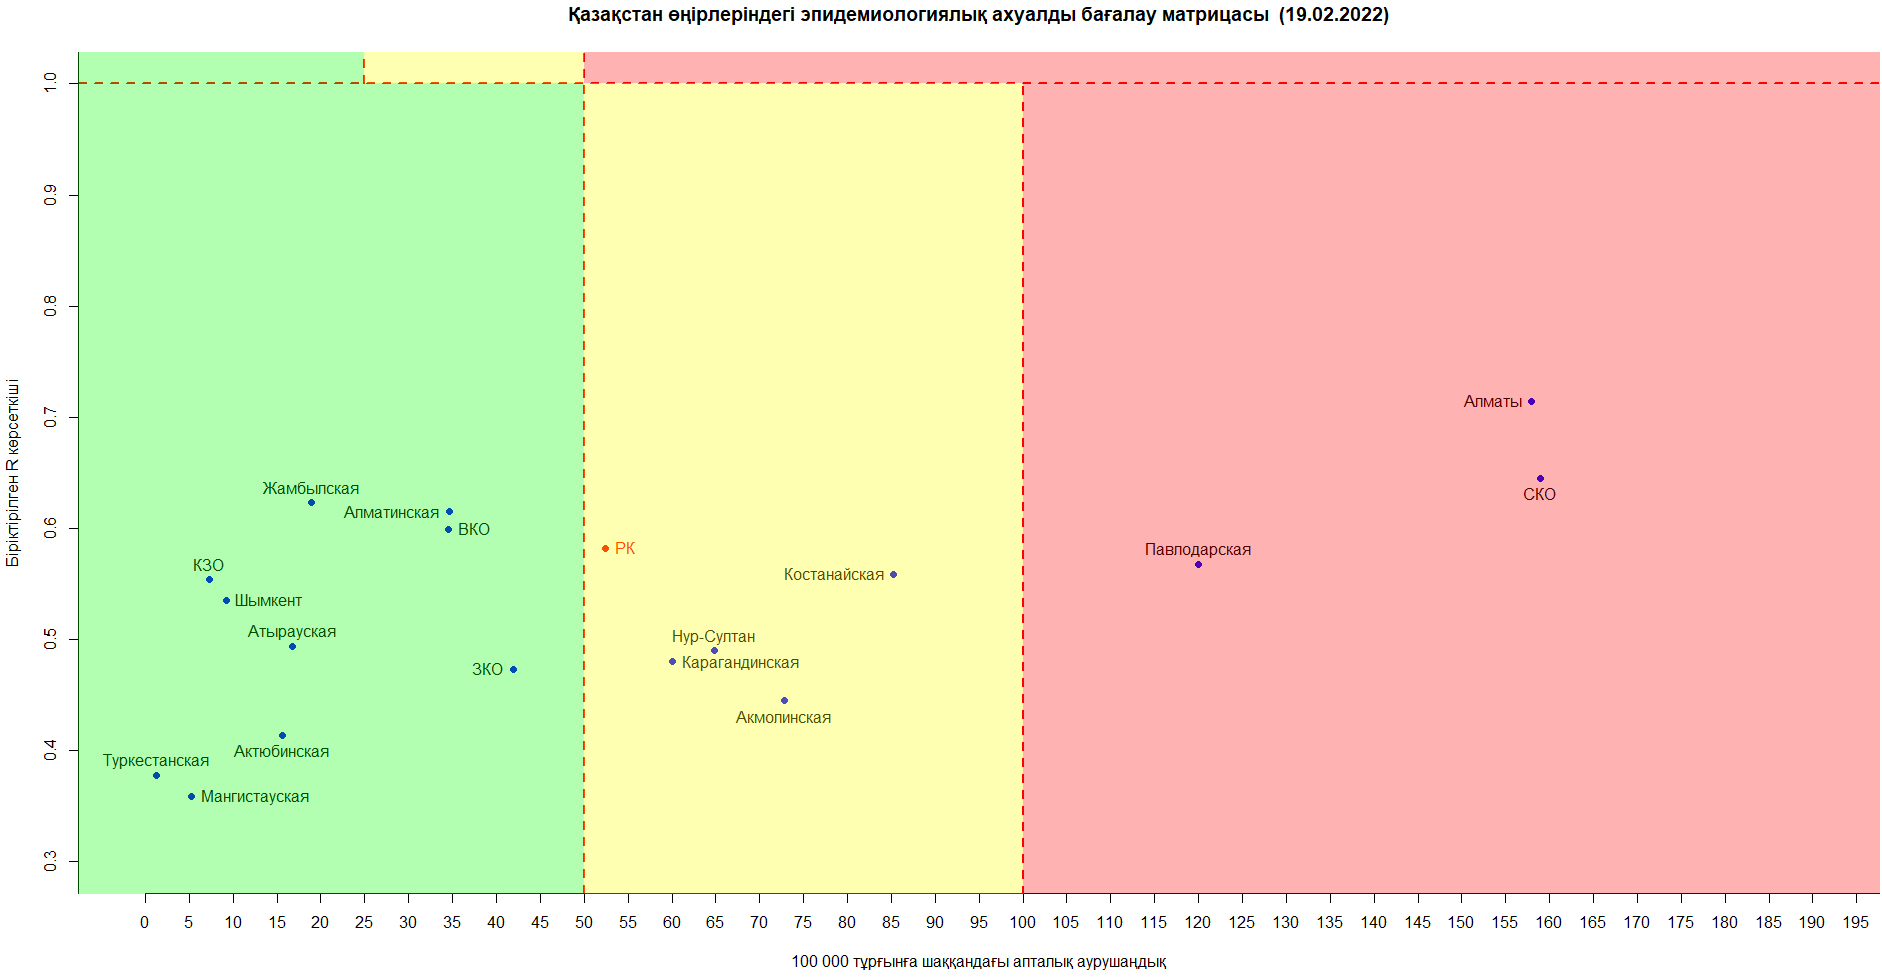 Қазақстан өңірлеріндегі эпидемиологиялық ахуалды бағалау матрицасы (19.02.2022)
Біріктірілген R көрсеткіші
1.0
0.9
0.8
0.7
0.6
0.5
0.4
0.3
Алматы
СКО
Жамбылская
Алматинская
ВКО
РК
Павлодарская
КЗО
Костанайская
Шымкент
Атырауская
Нур-Султан
Карагандинская
ЗКО
Акмолинская
Актюбинская
Туркестанская
Мангистауская
0 5 10 15 20 25 30 35 40 45 50 55 60 65 70 75 80 85 90 95 100 105 110 115 120 125 130 135 140 145 150 155 160 165 170 175 180 185 190 195
100 000 тұрғынға шаққандағы апталық аурушаңдық